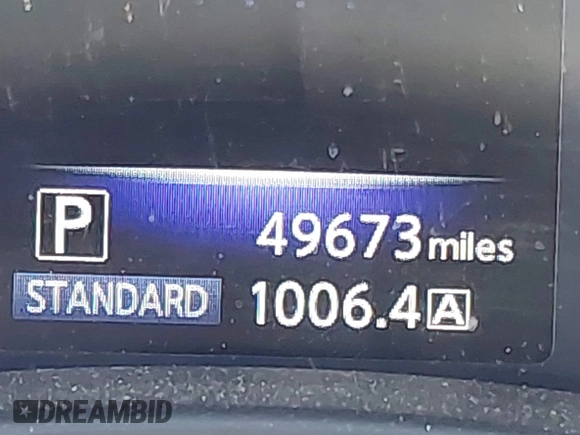 P 49673 miles
STANDARD 1006.4 A
DREAMBID